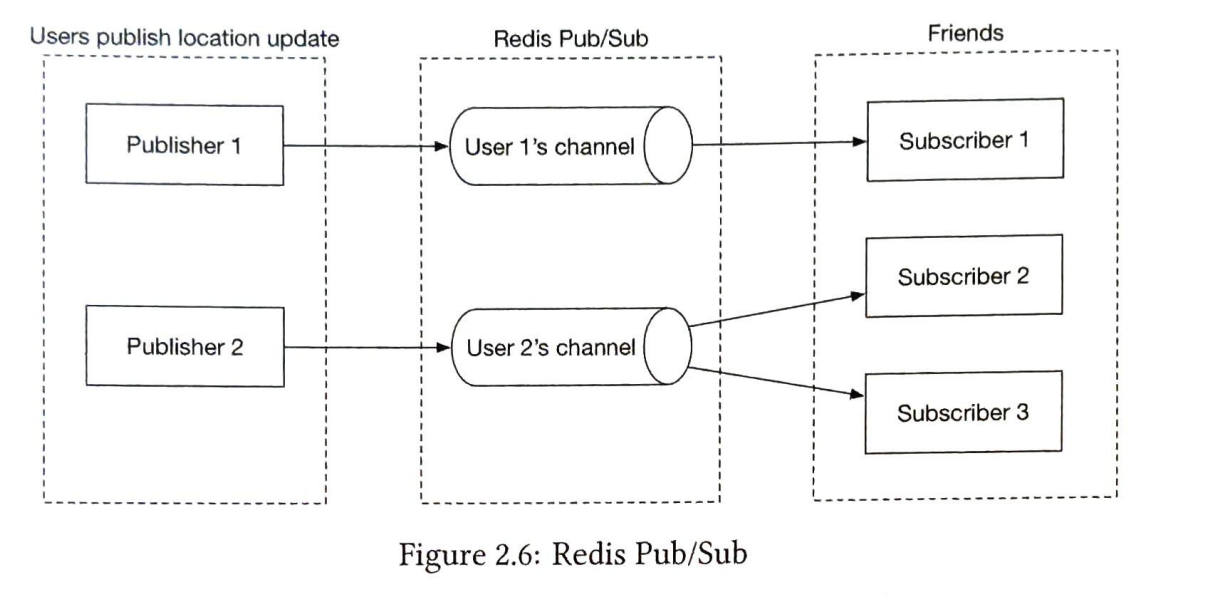 Users publish location update
Redis Pub/Sub
Friends
Publisher 1
User 1's channel
Subscriber 1
Subscriber 2
Publisher 2
User 2's channel
Subscriber 3
Figure 2.6: Redis Pub/Sub